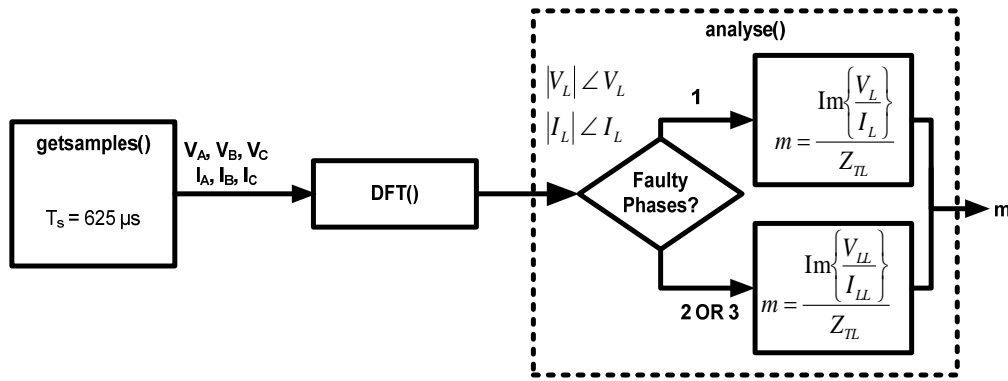 getsamples()
T_S = 625 µs
V_A, V_B, V_C
I_A, I_B, I_C
DFT()
analyse()
|V_L| ∠V_L
|I_L| ∠I_L
Faulty
Phases?
1
m = Im{V_L / I_L} / Z_TL
2 OR 3
m = Im{V_LL / I_LL} / Z_TL
m